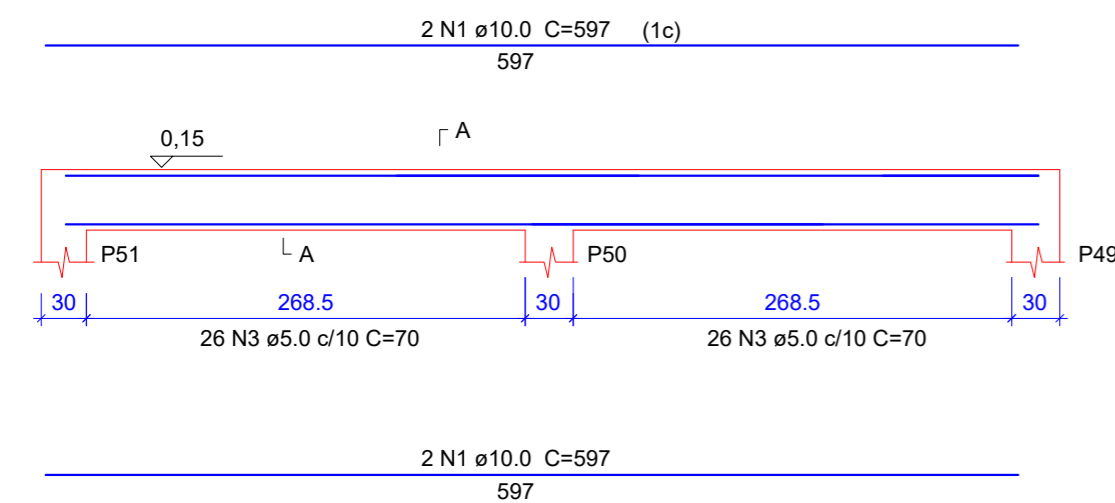 2 N1 ø10.0 C=597 (1c)
597
A
0,15
P51
A
P50
P49
30
268.5
30
268.5
30
26 N3 ø5.0 c/10 C=70
26 N3 ø5.0 c/10 C=70
2 N1 ø10.0 C=597
597